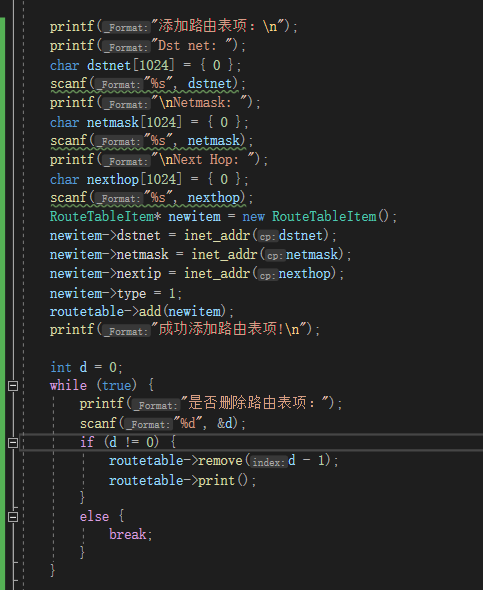 printf(_Format:"添加路由表项：\n");
printf(_Format:"Dst net: ");
char dstnet[1024] = { 0 };
scanf(_Format:"%s", dstnet);
printf(_Format:"\nNetmask: ");
char netmask[1024] = { 0 };
scanf(_Format:"%s", netmask);
printf(_Format:"\nNext Hop: ");
char nexthop[1024] = { 0 };
scanf(_Format:"%s", nexthop);
RouteTableItem* newitem = new RouteTableItem();
newitem->dstnet = inet_addr(cp:dstnet);
newitem->netmask = inet_addr(cp:netmask);
newitem->nextip = inet_addr(cp:nexthop);
newitem->type = 1;
routetable->add(newitem);
printf(_Format:"成功添加路由表项!\n");
int d = 0;
while (true) {
printf(_Format:"是否删除路由表项：");
scanf(_Format:"%d", &d);
if (d != 0) {
routetable->remove(index:d - 1);
routetable->print();
}
else {
break;
}
}